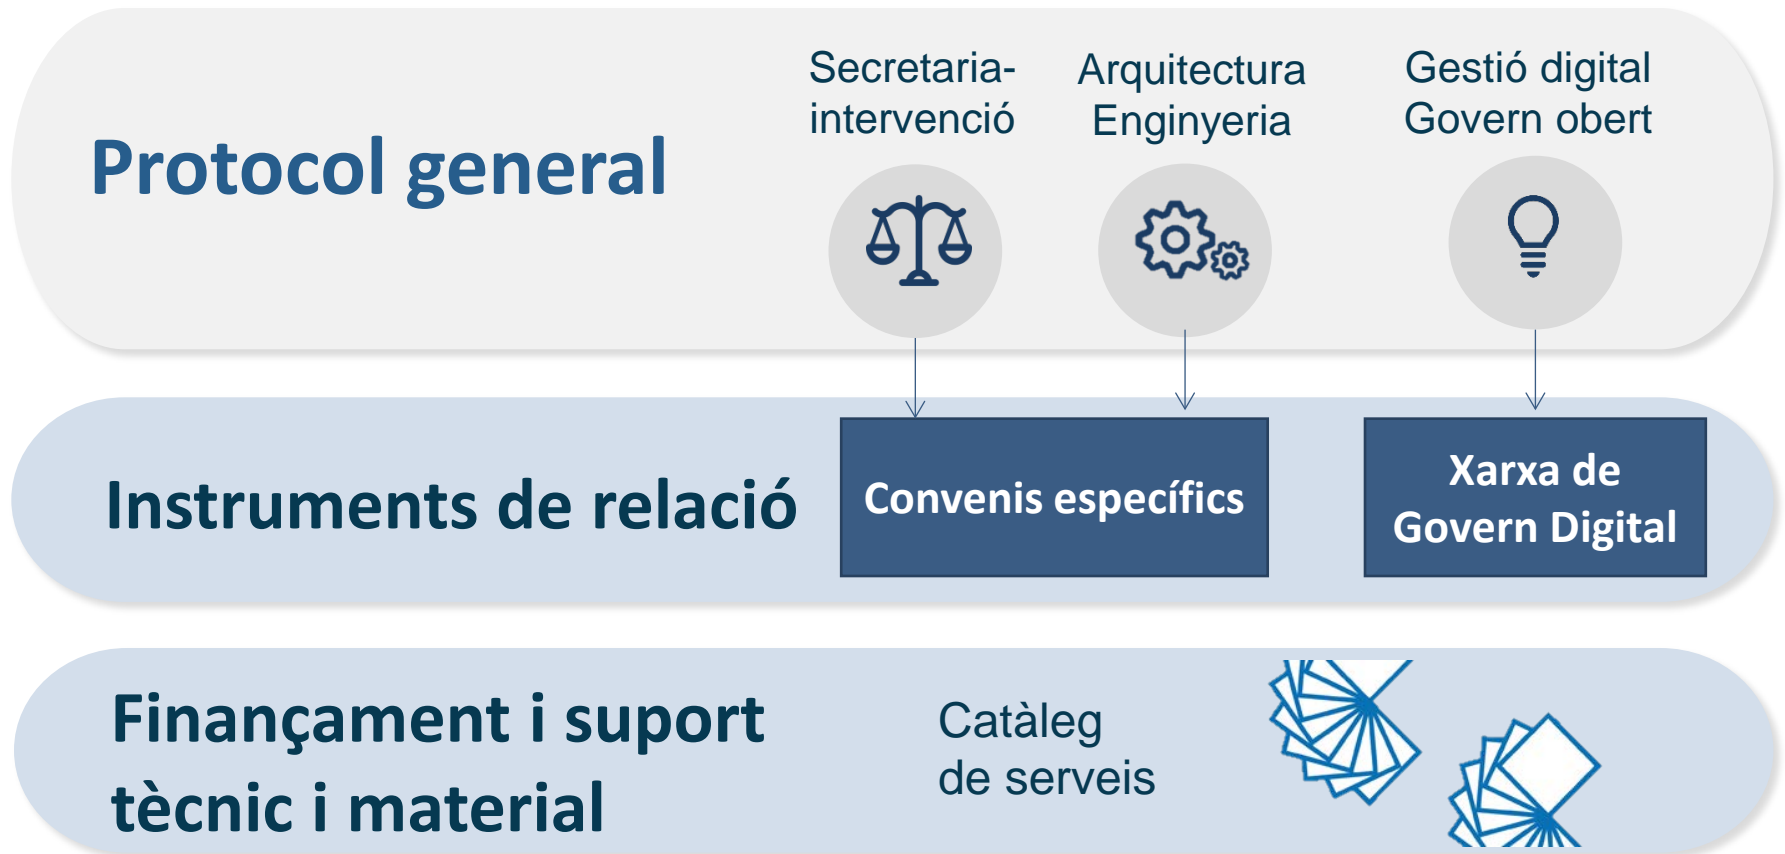 Protocol general
Secretaria-
intervenció
Arquitectura
Enginyeria
Gestió digital
Govern obert
Instruments de relació
Convenis específics
Xarxa de
Govern Digital
Finançament i suport
tècnic i material
Catàleg
de serveis